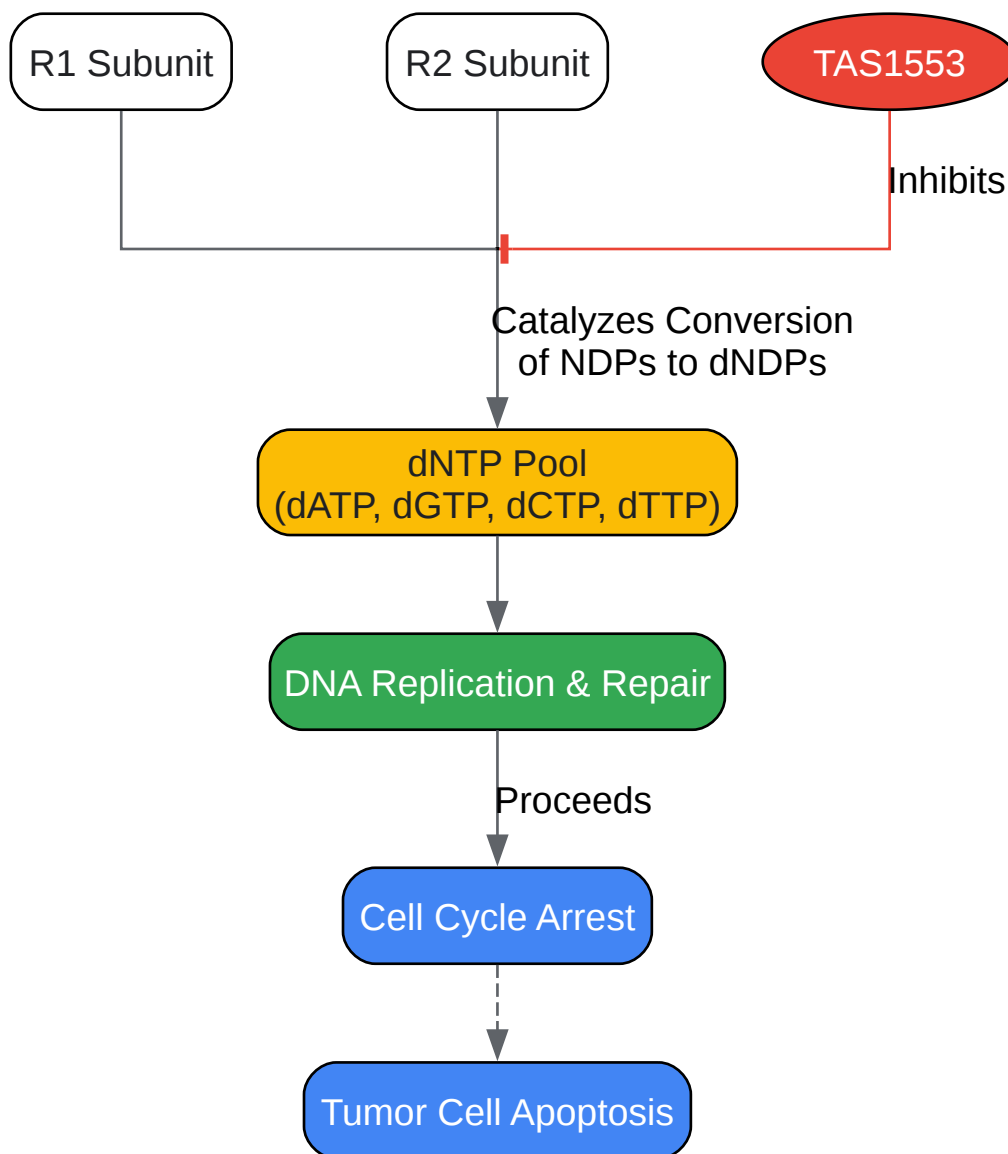 R1 Subunit
R2 Subunit
TAS1553
Inhibits
Catalyzes Conversion
of NDPs to dNDPs
dNTP Pool
(dATP, dGTP, dCTP, dTTP)
DNA Replication & Repair
Proceeds
Cell Cycle Arrest
Tumor Cell Apoptosis